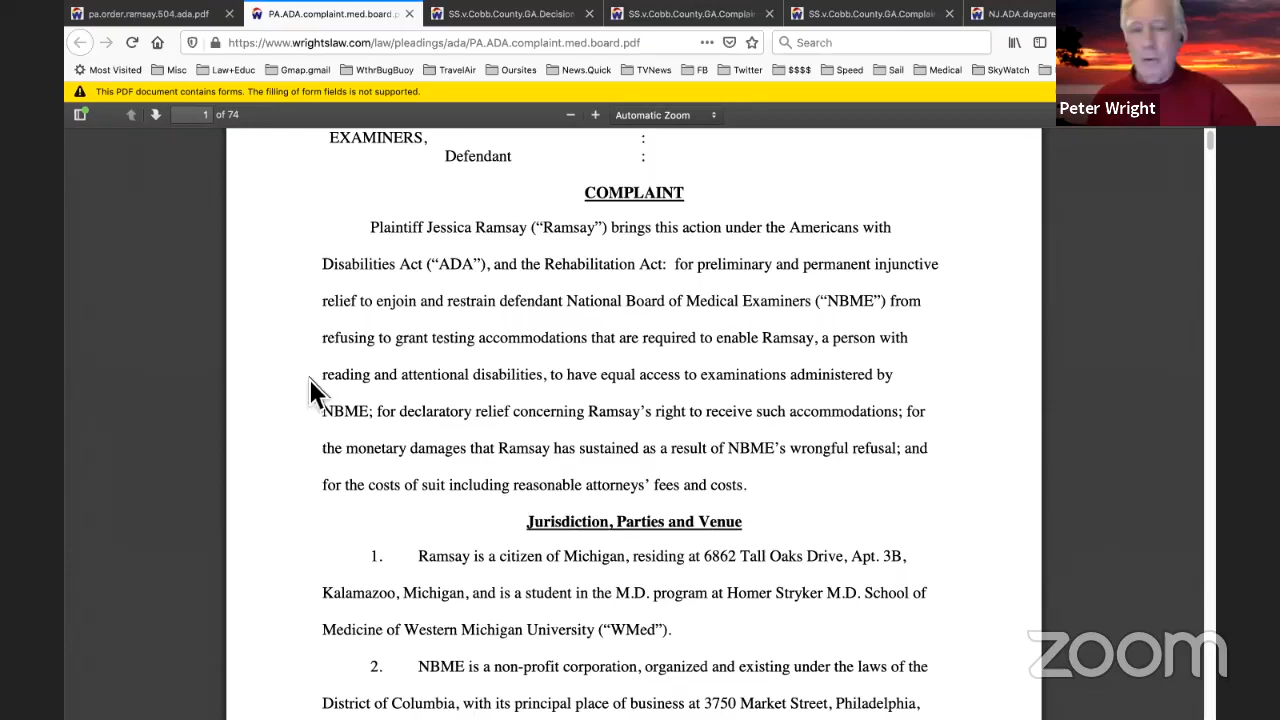 pa.order.ramsay.504.ada.pdf
PA.ADA.complaint.med.board.p
SS.v.Cobb.County.GA.Decision
SS.v.Cobb.County.GA.Complain
SS.v.Cobb.County.GA.Complain
NJ.ADA.daycare
https://www.wrightslaw.com/law/pleadings/ada/PA.ADA.complaint.med.board.pdf
Search
Most Visited Misc Law+Educ Gmap.gmail WthrBugBuoy TravelAir Oursites News.Quick TVNews FB Twitter $$$$ Speed Sail Medical SkyWatch
This PDF document contains forms. The filling of form fields is not supported.
1 of 74
Automatic Zoom
Peter Wright
EXAMINERS, :
Defendant :
COMPLAINT
Plaintiff Jessica Ramsay (“Ramsay”) brings this action under the Americans with
Disabilities Act (“ADA”), and the Rehabilitation Act: for preliminary and permanent injunctive
relief to enjoin and restrain defendant National Board of Medical Examiners (“NBME”) from
refusing to grant testing accommodations that are required to enable Ramsay, a person with
reading and attentional disabilities, to have equal access to examinations administered by
NBME; for declaratory relief concerning Ramsay’s right to receive such accommodations; for
the monetary damages that Ramsay has sustained as a result of NBME’s wrongful refusal; and
for the costs of suit including reasonable attorneys’ fees and costs.
Jurisdiction, Parties and Venue
1. Ramsay is a citizen of Michigan, residing at 6862 Tall Oaks Drive, Apt. 3B,
Kalamazoo, Michigan, and is a student in the M.D. program at Homer Stryker M.D. School of
Medicine of Western Michigan University (“WMed”).
2. NBME is a non-profit corporation, organized and existing under the laws of the
District of Columbia, with its principal place of business at 3750 Market Street, Philadelphia,
zoom